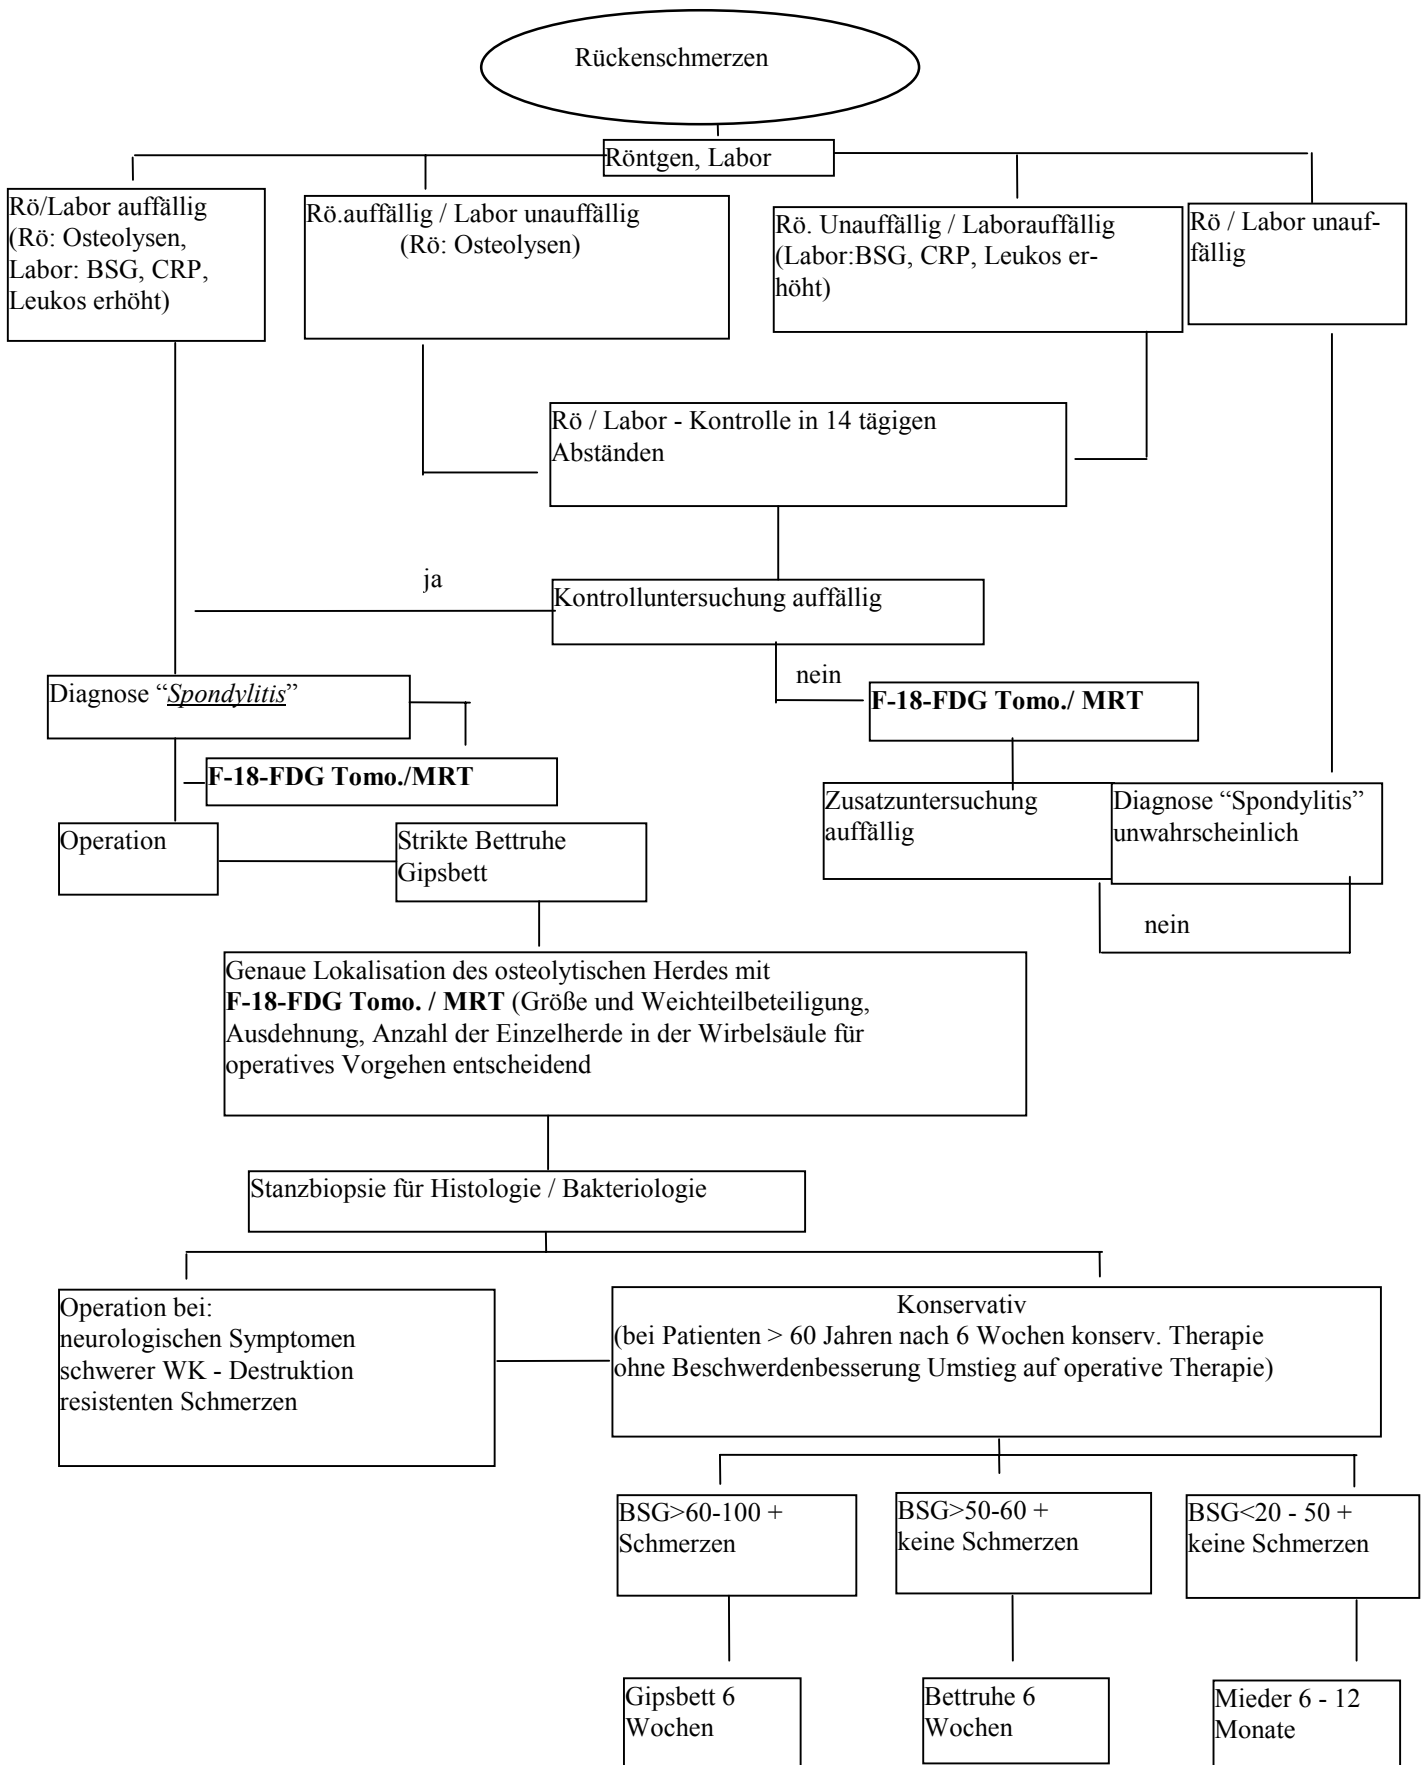 Rückenschmerzen
Röntgen, Labor
Rö/Labor auffällig
(Rö: Osteolysen,
Labor: BSG, CRP,
Leukos erhöht)
Rö.auffällig / Labor unauffällig
(Rö: Osteolysen)
Rö. Unauffällig / Laborauffällig
(Labor:BSG, CRP, Leukos er-
höht)
Rö / Labor unauf-
fällig
Rö / Labor - Kontrolle in 14 tägigen
Abständen
ja
Kontrolluntersuchung auffällig
nein
Diagnose “Spondylitis”
F-18-FDG Tomo./ MRT
F-18-FDG Tomo./MRT
Zusatzuntersuchung
auffällig
Diagnose “Spondylitis”
unwahrscheinlich
Operation
Strikte Bettruhe
Gipsbett
nein
Genaue Lokalisation des osteolytischen Herdes mit
F-18-FDG Tomo. / MRT (Größe und Weichteilbeteiligung,
Ausdehnung, Anzahl der Einzelherde in der Wirbelsäule für
operatives Vorgehen entscheidend
Stanzbiopsie für Histologie / Bakteriologie
Operation bei:
neurologischen Symptomen
schwerer WK - Destruktion
resistenten Schmerzen
Konservativ
(bei Patienten > 60 Jahren nach 6 Wochen konserv. Therapie
ohne Beschwerdenbesserung Umstieg auf operative Therapie)
BSG>60-100 +
Schmerzen
BSG>50-60 +
keine Schmerzen
BSG<20 - 50 +
keine Schmerzen
Gipsbett 6
Wochen
Bettruhe 6
Wochen
Mieder 6 - 12
Monate